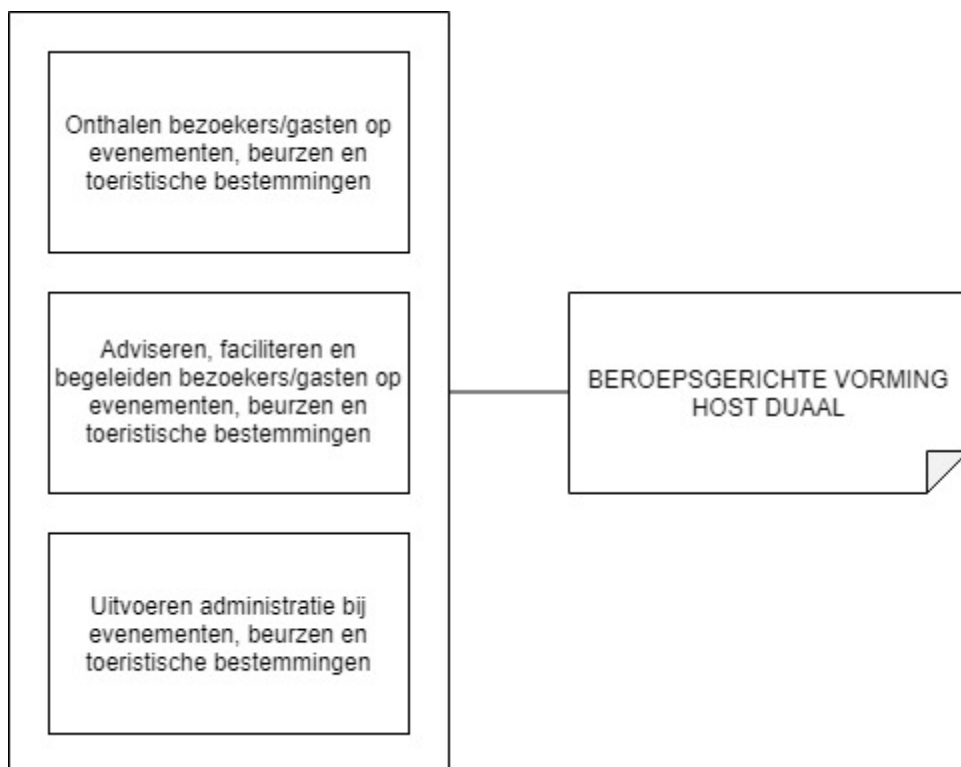 Onthalen bezoekers/gasten op
evenementen, beurzen en
toeristische bestemmingen
Adviseren, faciliteren en
begeleiden bezoekers/gasten op
evenementen, beurzen en
toeristische bestemmingen
Uitvoeren administratie bij
evenementen, beurzen en
toeristische bestemmingen
BEROEPSGERICHTE VORMING
HOST DUAAL